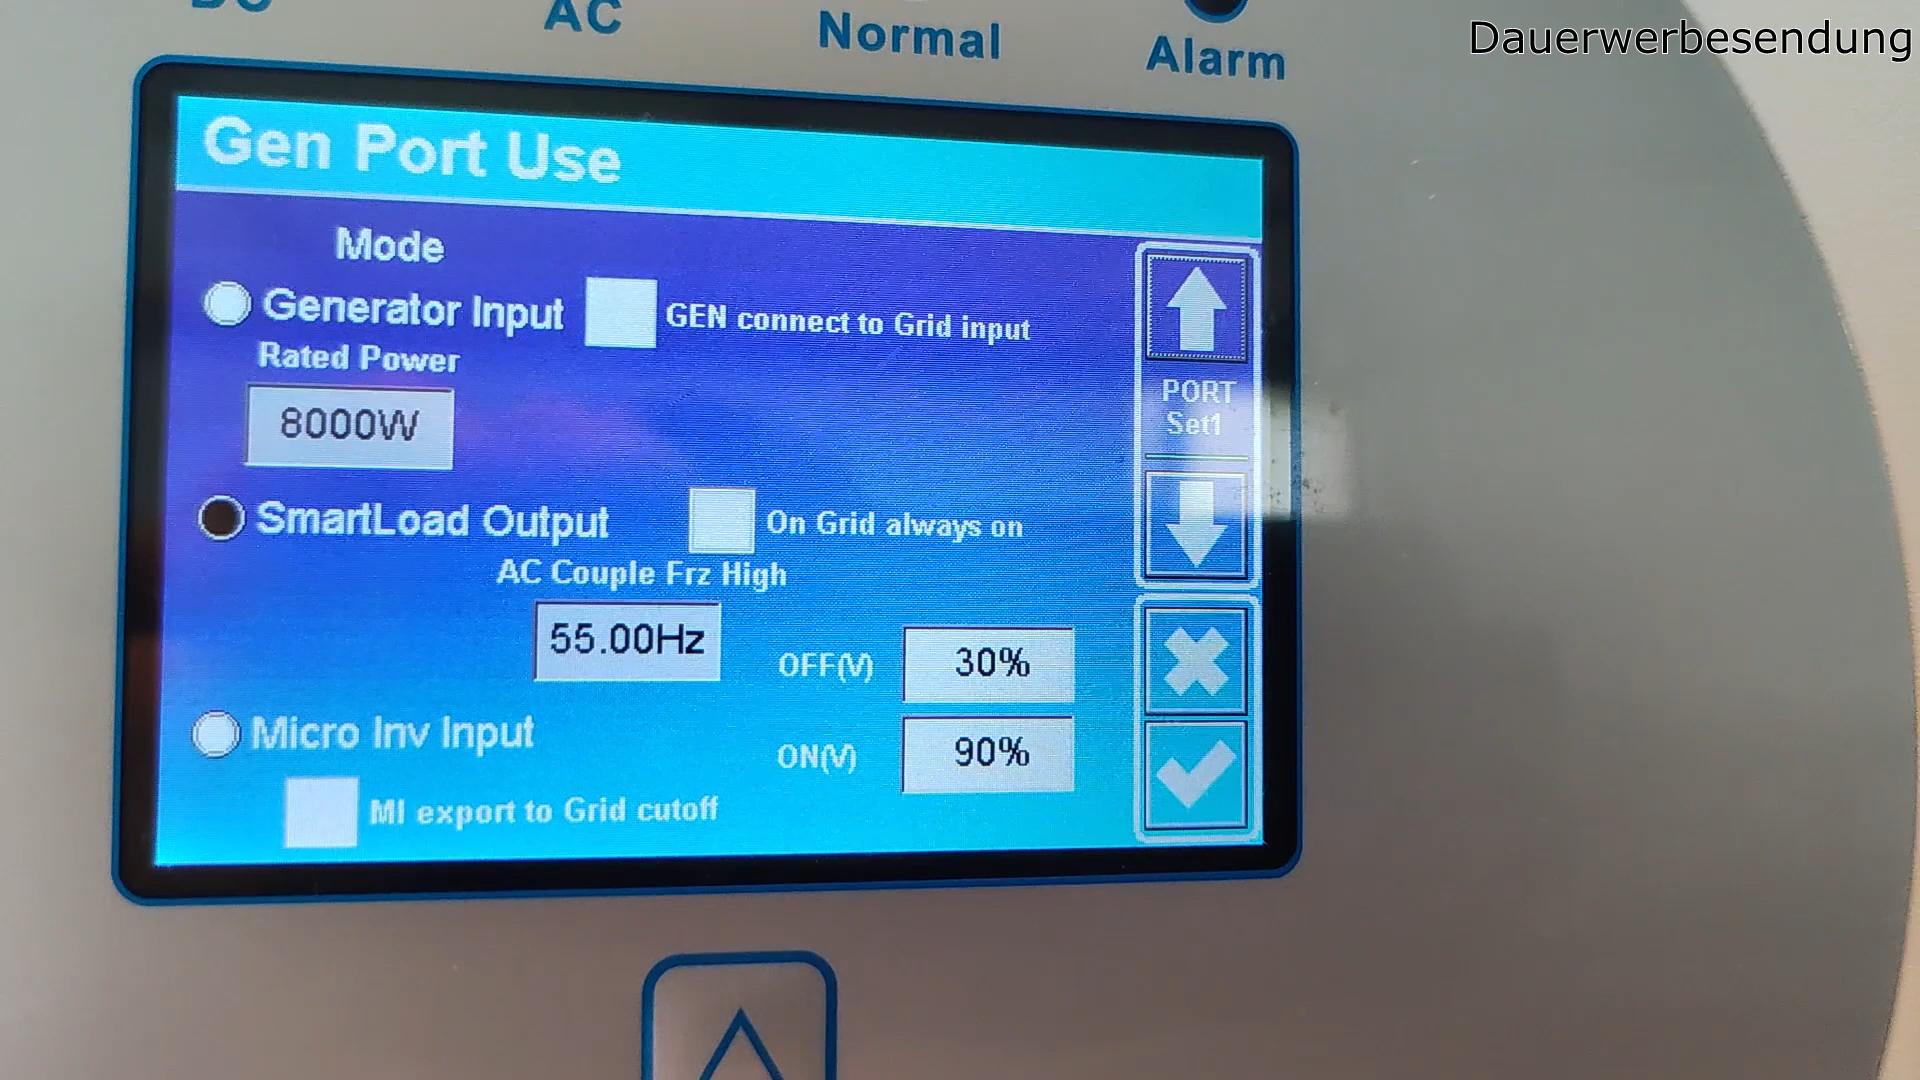 DC
AC
Normal
Alarm
Dauerwerbesendung
Gen Port Use
Mode
Generator Input
GEN connect to Grid input
Rated Power
8000W
PORT
Set1
SmartLoad Output
On Grid always on
AC Couple Frz High
55.00Hz
OFF(V)
30%
Micro Inv Input
ON(V)
90%
MI export to Grid cutoff